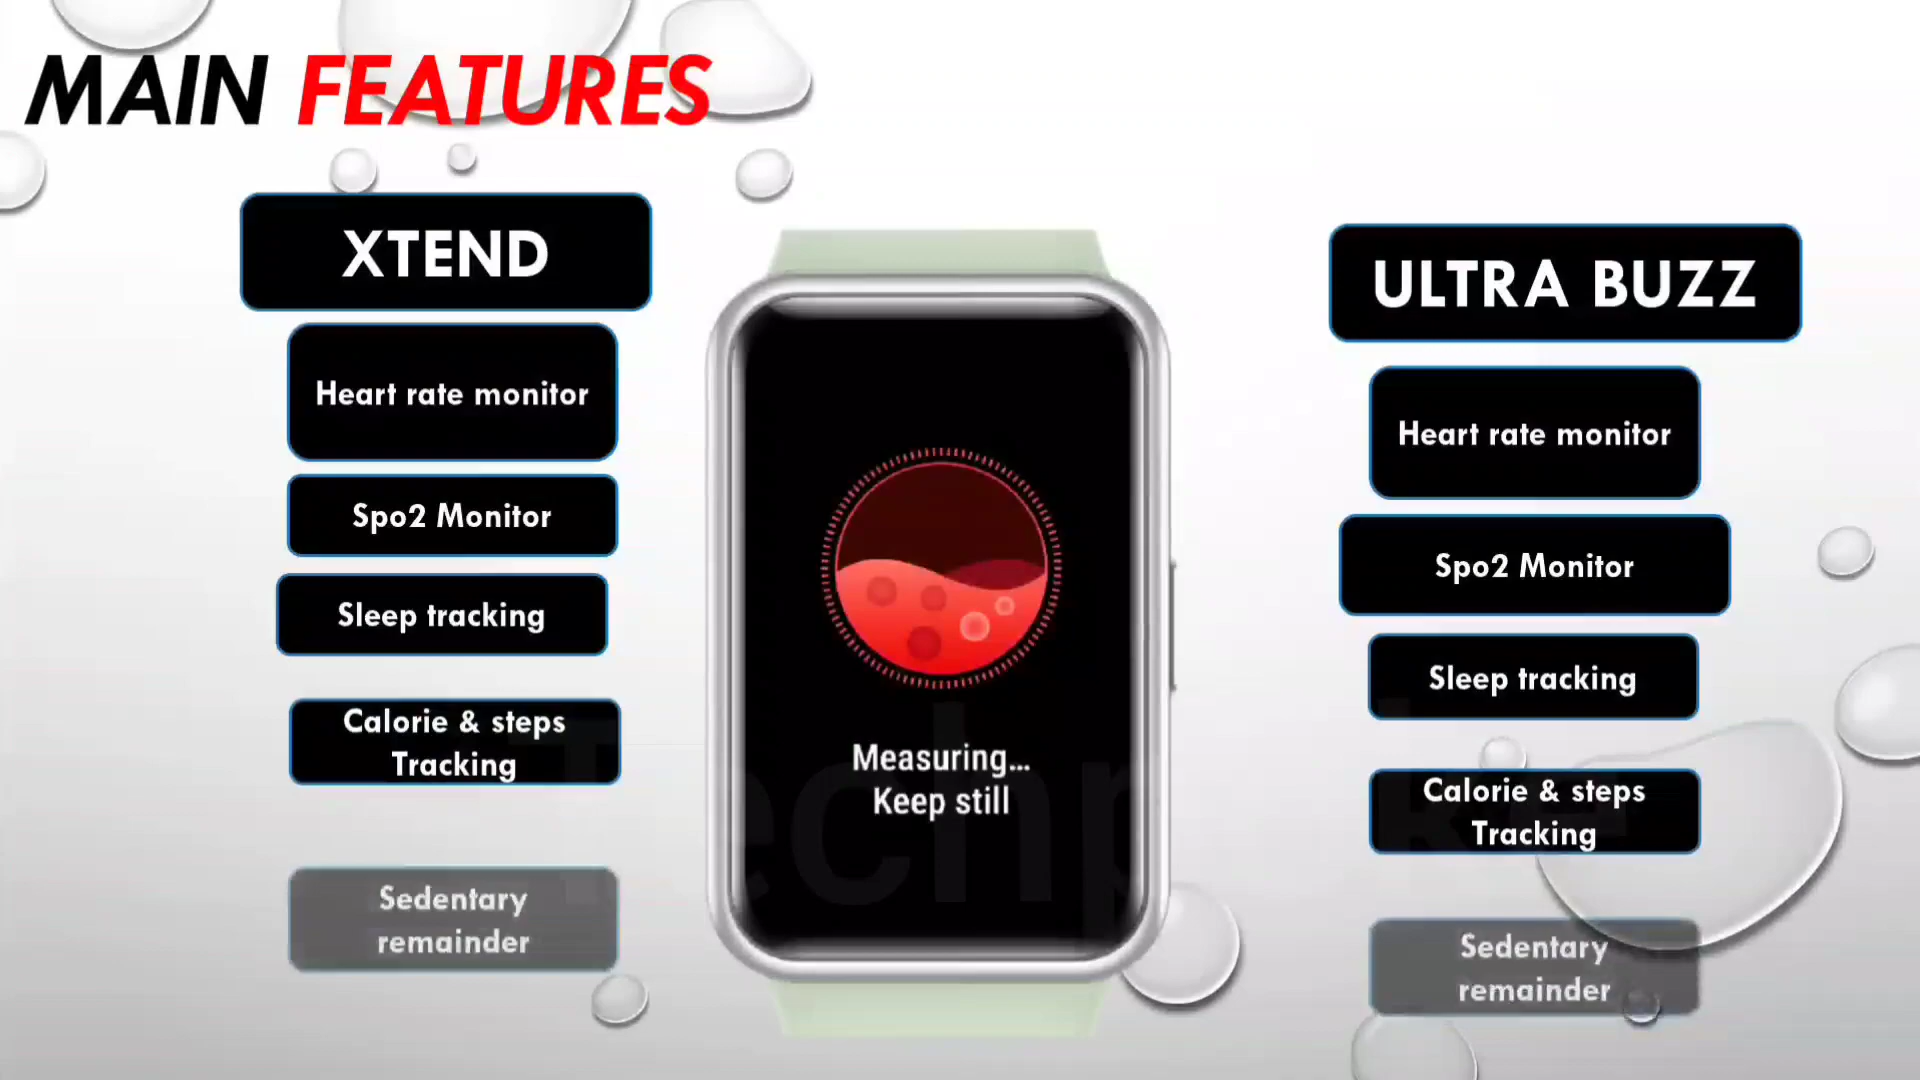 MAIN FEATURES
XTEND
Heart rate monitor
Spo2 Monitor
Sleep tracking
Calorie & steps
Tracking
Sedentary
remainder
Measuring...
Keep still
ULTRA BUZZ
Heart rate monitor
Spo2 Monitor
Sleep tracking
Calorie & steps
Tracking
Sedentary
remainder